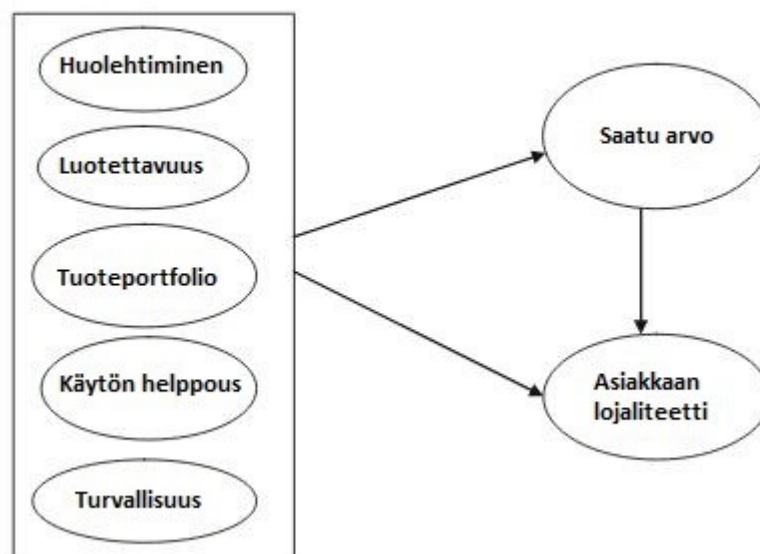 Huolehtiminen
Luotettavuus
Tuoteportfolio
Käytön helppous
Turvallisuus
Saatu arvo
Asiakkaan
lojaliteetti